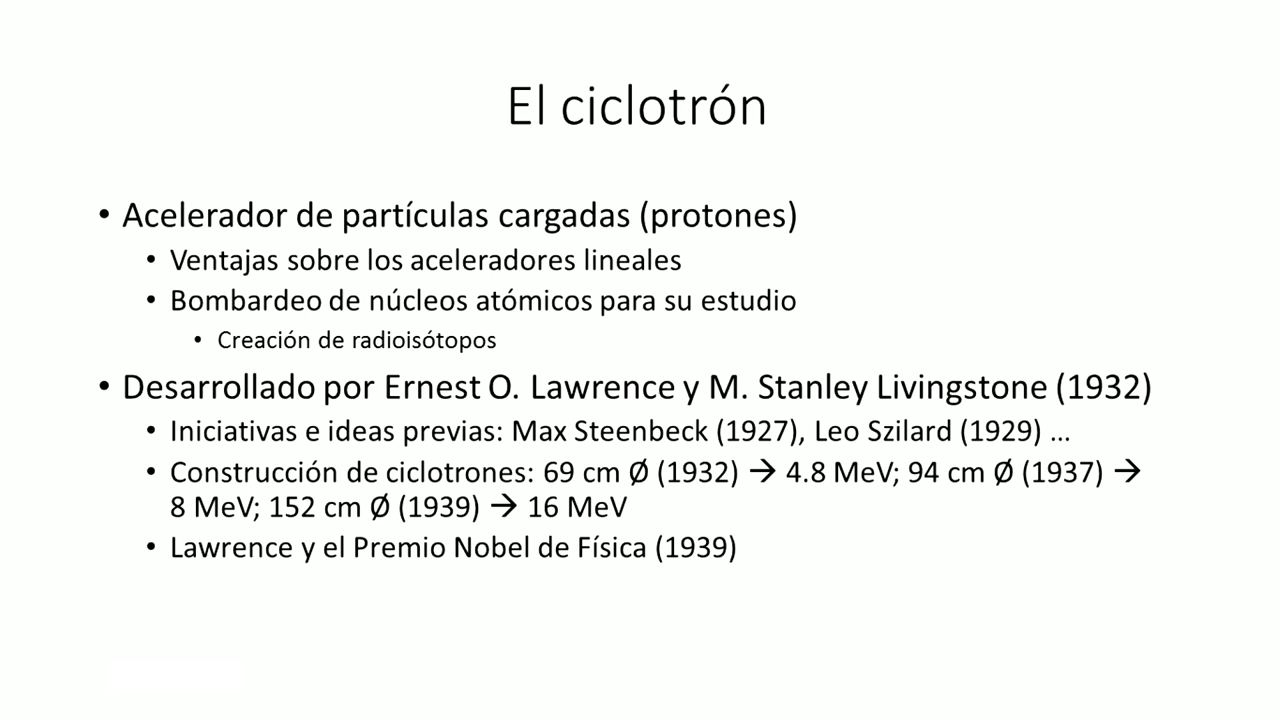 El ciclotrón
• Acelerador de partículas cargadas (protones)
• Ventajas sobre los aceleradores lineales
• Bombardeo de núcleos atómicos para su estudio
• Creación de radioisótopos
• Desarrollado por Ernest O. Lawrence y M. Stanley Livingstone (1932)
• Iniciativas e ideas previas: Max Steenbeck (1927), Leo Szilard (1929) ...
• Construcción de ciclotrones: 69 cm Ø (1932) → 4.8 MeV; 94 cm Ø (1937) →
8 MeV; 152 cm Ø (1939) → 16 MeV
• Lawrence y el Premio Nobel de Física (1939)